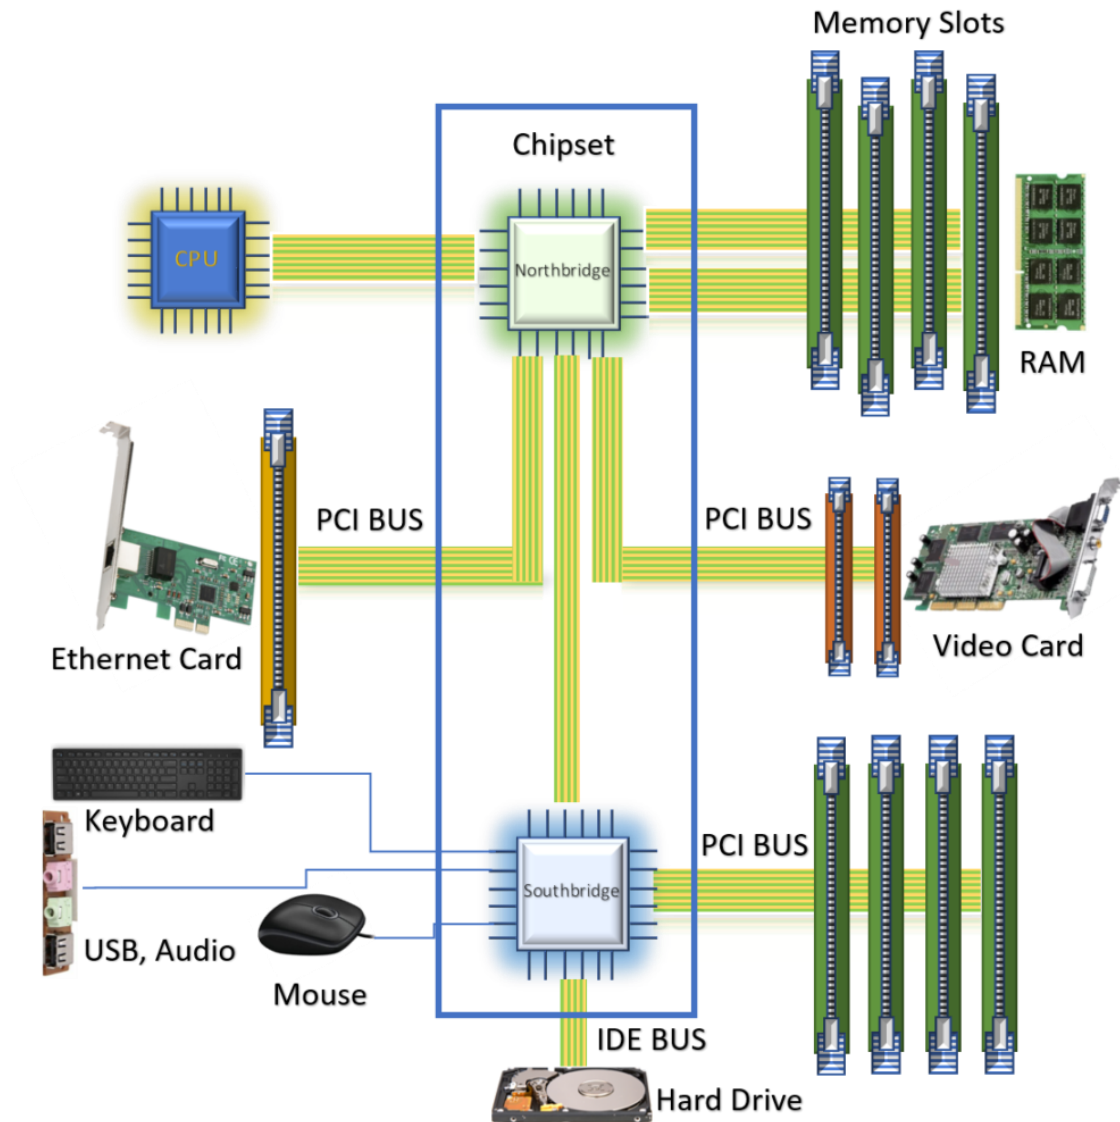 Memory Slots
Chipset
CPU
Northbridge
RAM
PCI BUS
PCI BUS
Ethernet Card
Video Card
Keyboard
PCI BUS
Southbridge
USB, Audio
Mouse
IDE BUS
Hard Drive